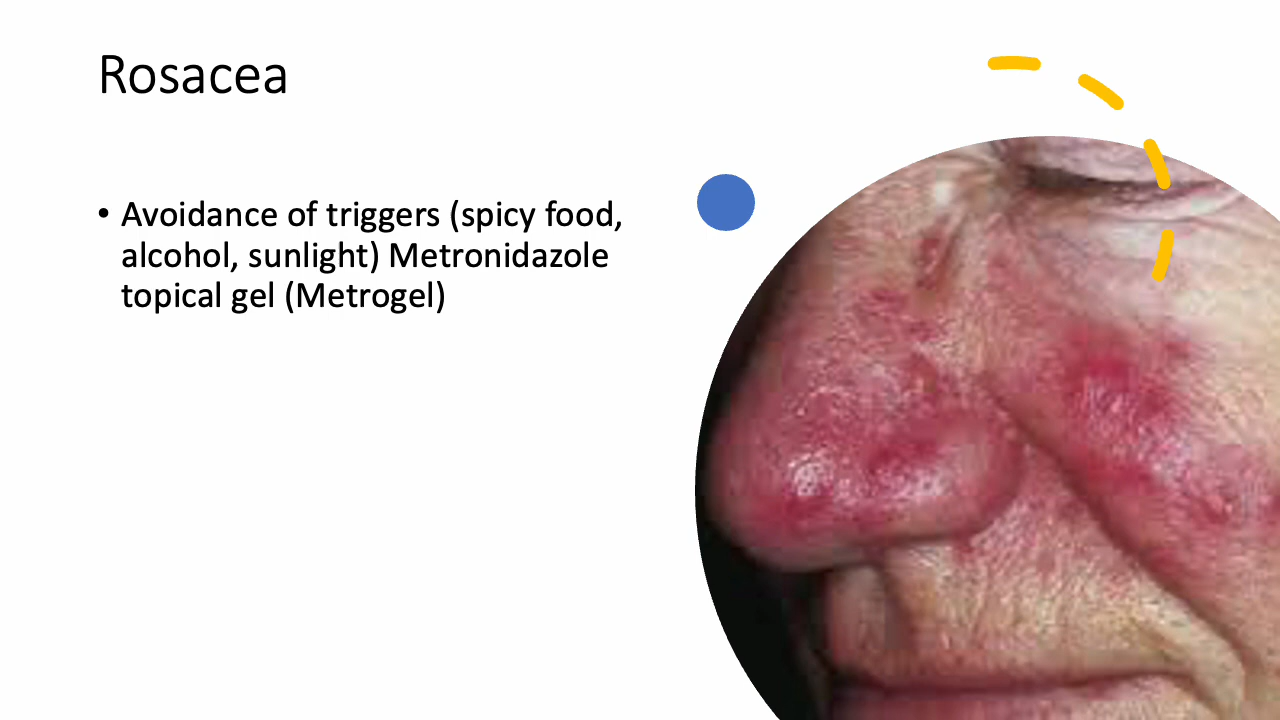 Rosacea
• Avoidance of triggers (spicy food,
alcohol, sunlight) Metronidazole
topical gel (Metrogel)